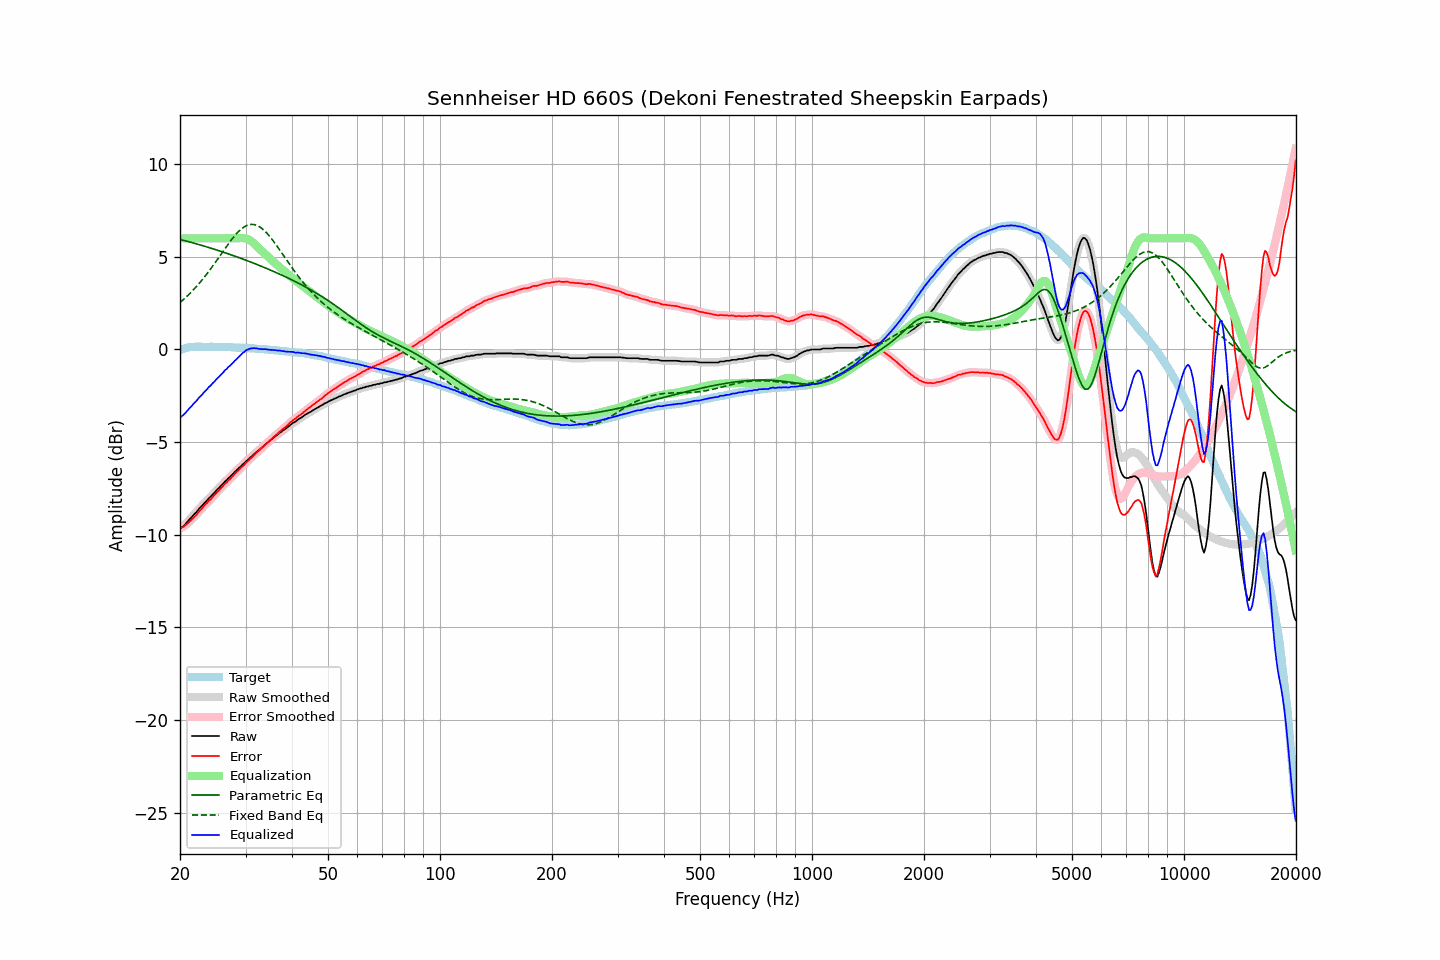 Sennheiser HD 660S (Dekoni Fenestrated Sheepskin Earpads)
Amplitude (dBr)
10
5
0
−5
−10
−15
−20
−25
Target
Raw Smoothed
Error Smoothed
Raw
Error
Equalization
Parametric Eq
Fixed Band Eq
Equalized
20 50 100 200 500 1000 2000 5000 10000 20000
Frequency (Hz)